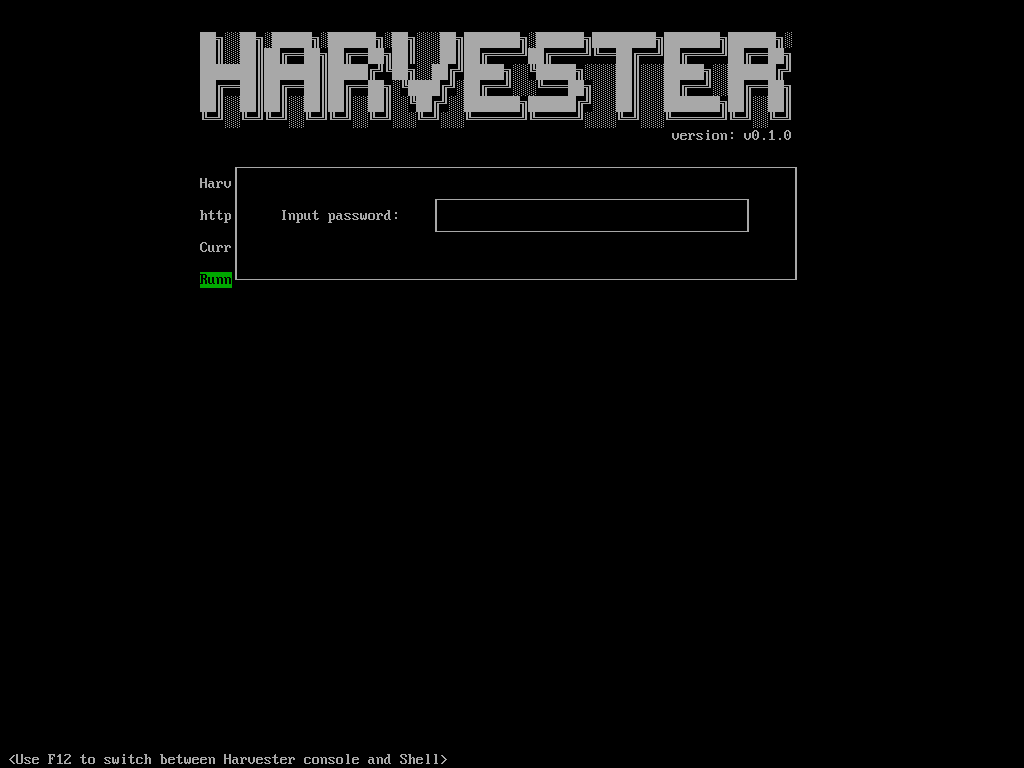 HARVESTER
version: v0.1.0
Harv
http
Input password:
Curr
Runn
<Use F12 to switch between Harvester console and Shell>